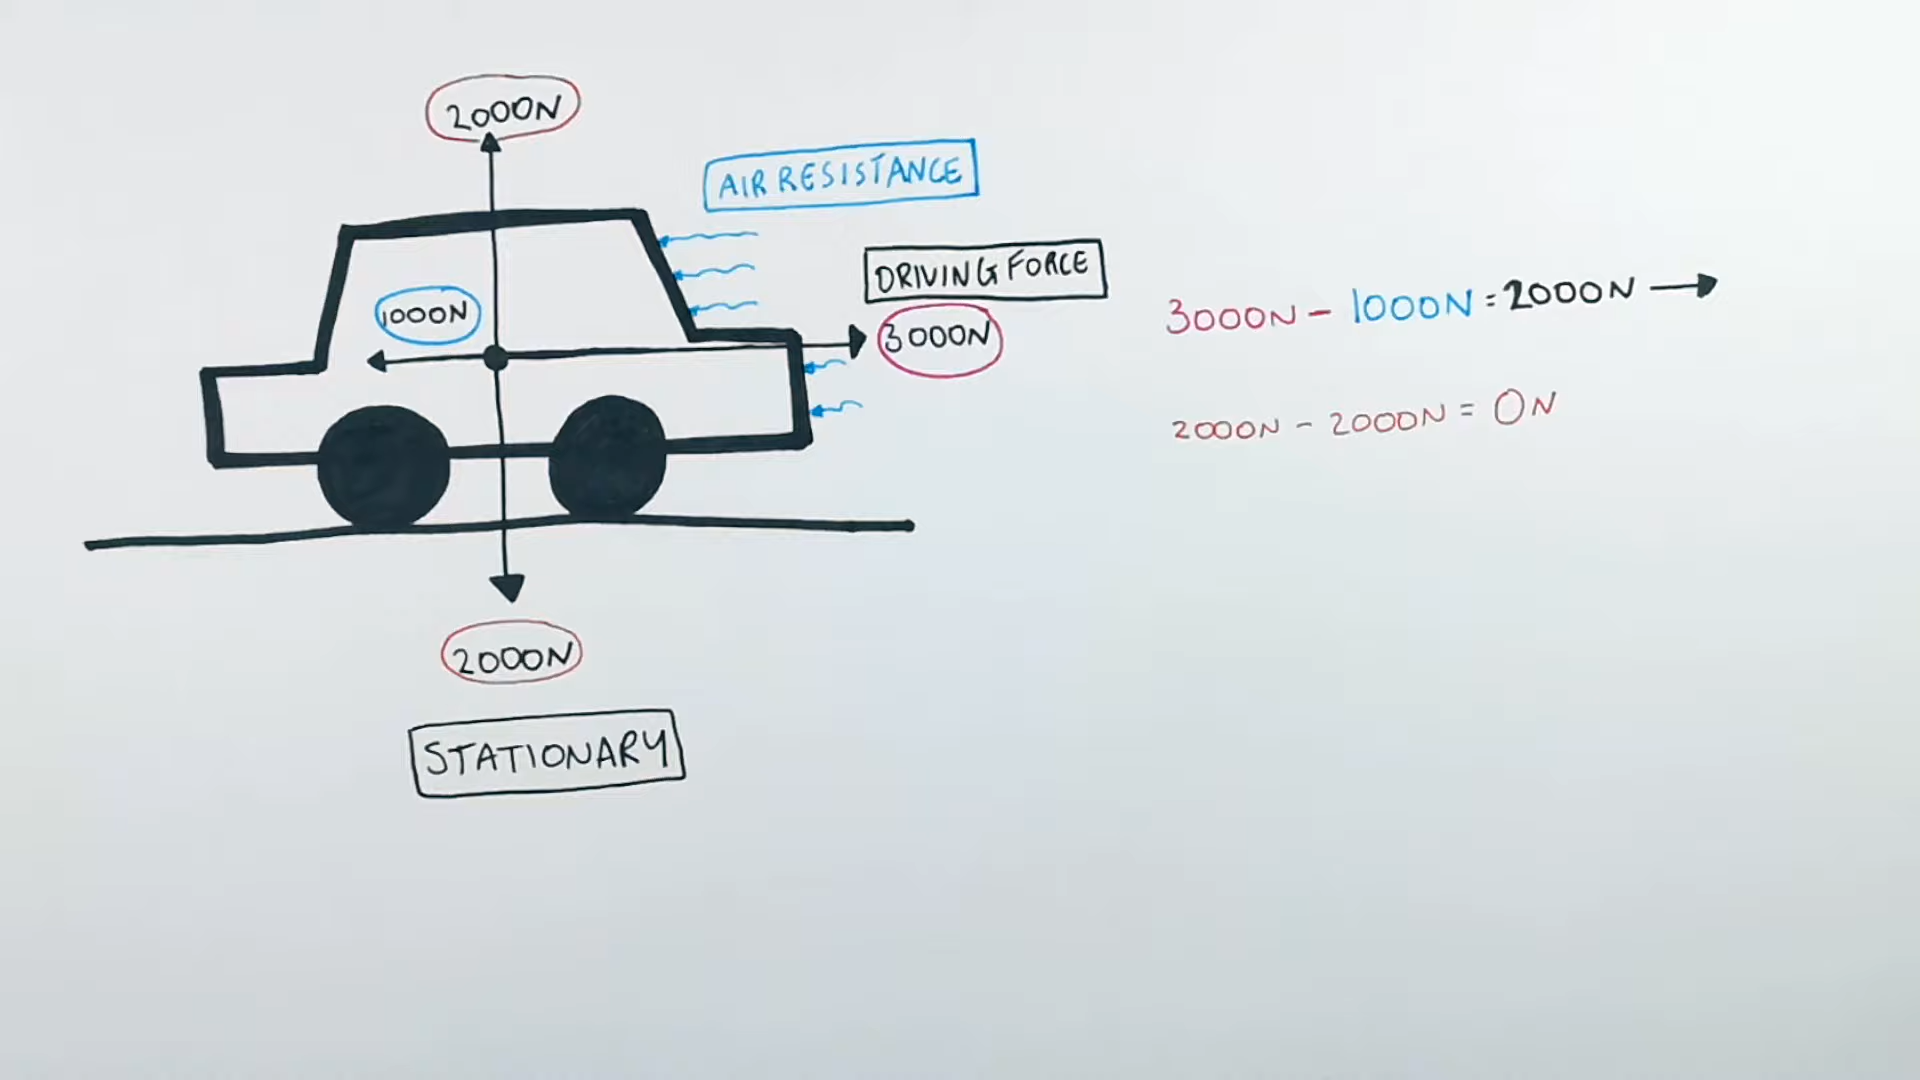 2000N
AIR RESISTANCE
DRIVING FORCE
1000N
3000N
3000N - 1000N = 2000N
2000N - 2000N = 0N
2000N
STATIONARY